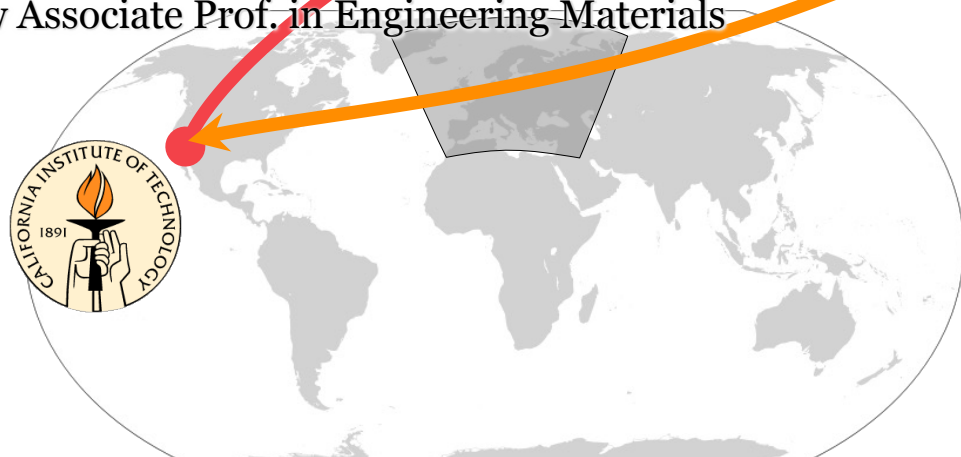 Associate Prof. in Engineering Materials
CALIFORNIA INSTITUTE OF TECHNOLOGY
1891